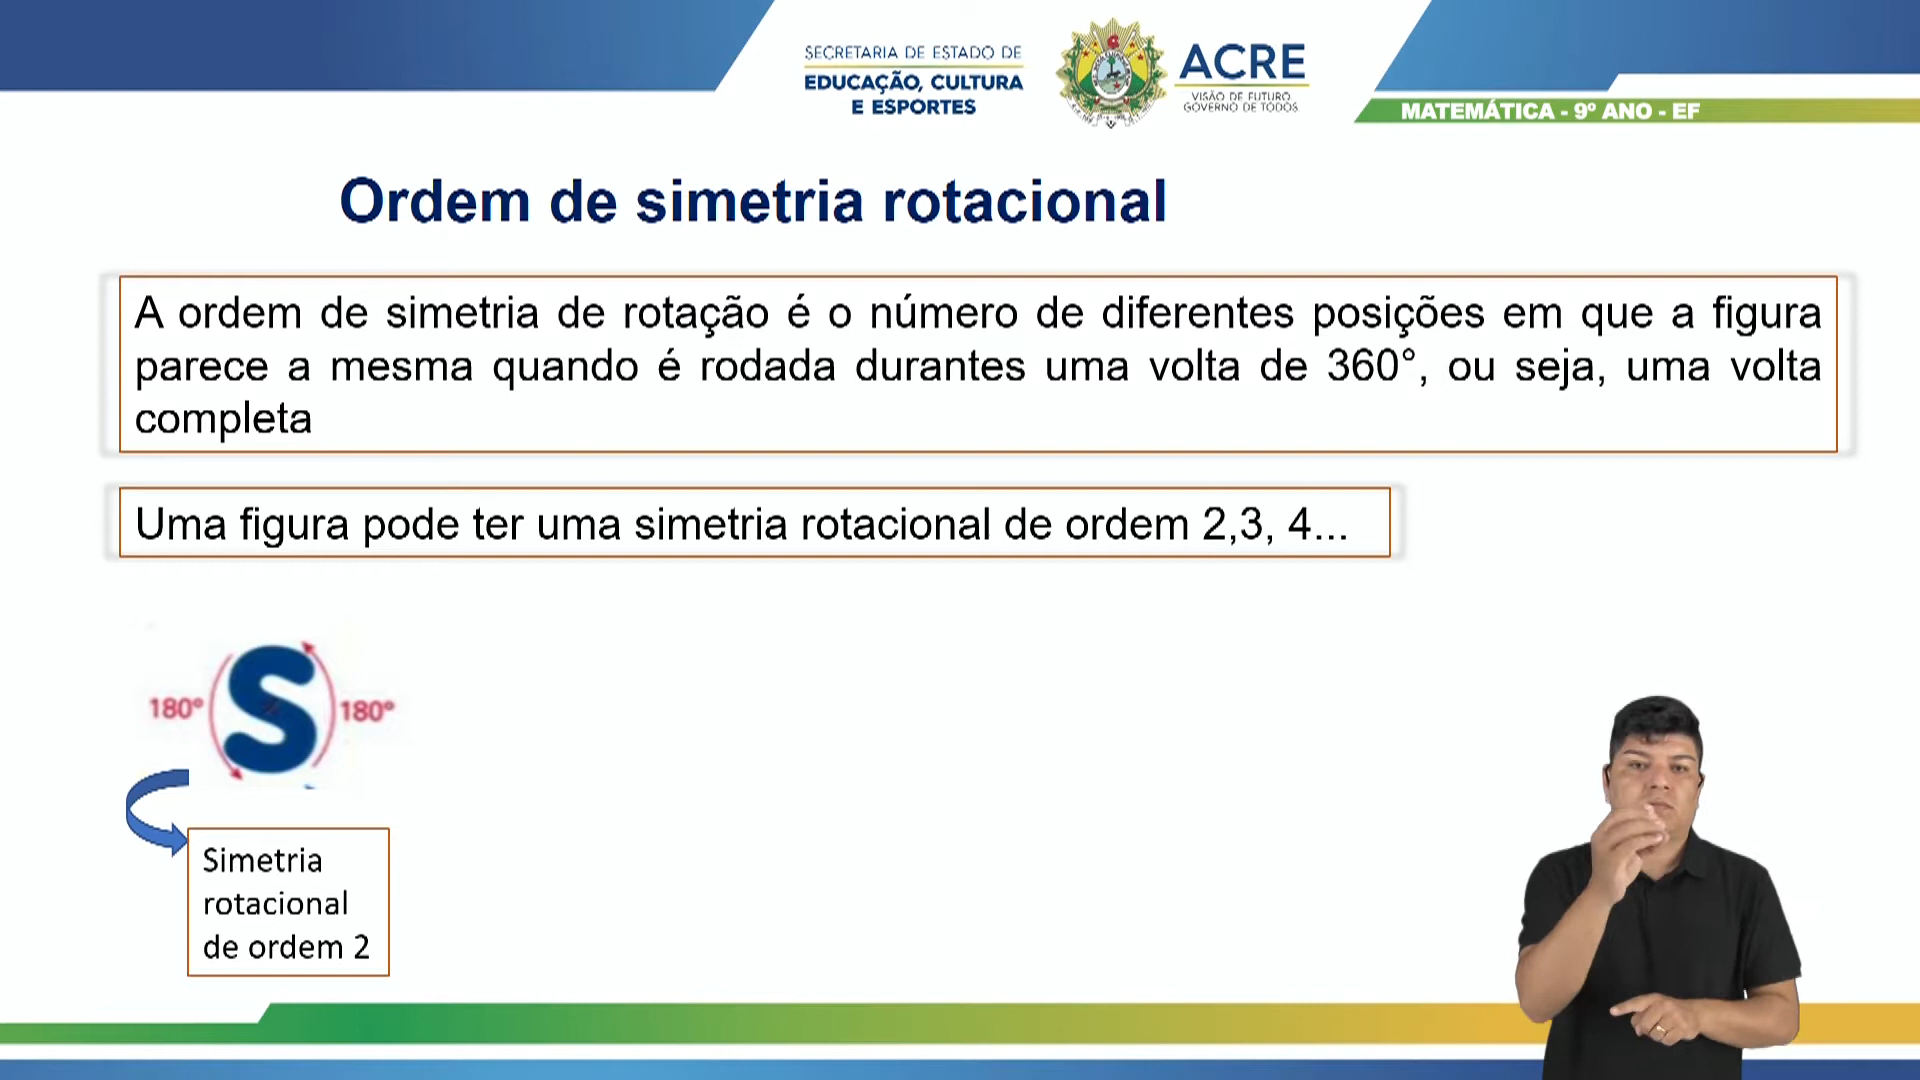 SECRETARIA DE ESTADO DE
EDUCAÇÃO, CULTURA
E ESPORTES
ACRE
VISÃO DE FUTURO
GOVERNO DE TODOS
MATEMÁTICA - 9º ANO - EF
Ordem de simetria rotacional
A ordem de simetria de rotação é o número de diferentes posições em que a figura
parece a mesma quando é rodada durantes uma volta de 360°, ou seja, uma volta
completa
Uma figura pode ter uma simetria rotacional de ordem 2,3, 4...
180º
S
180º
Simetria
rotacional
de ordem 2